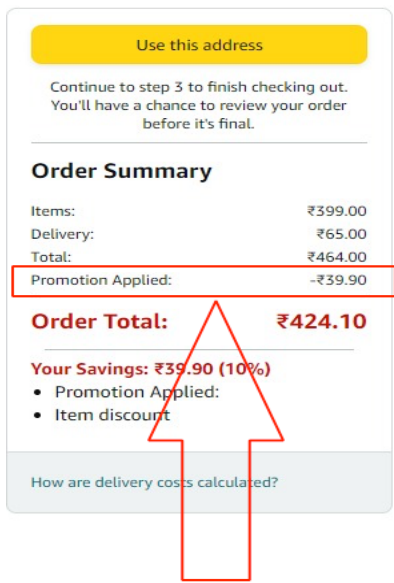 Use this address
Continue to step 3 to finish checking out.
You'll have a chance to review your order
before it's final.
Order Summary
Items: ₹399.00
Delivery: ₹65.00
Total: ₹464.00
Promotion Applied: -₹39.90
Order Total: ₹424.10
Your Savings: ₹39.90 (10%)
• Promotion Applied:
• Item discount
How are delivery costs calculated?